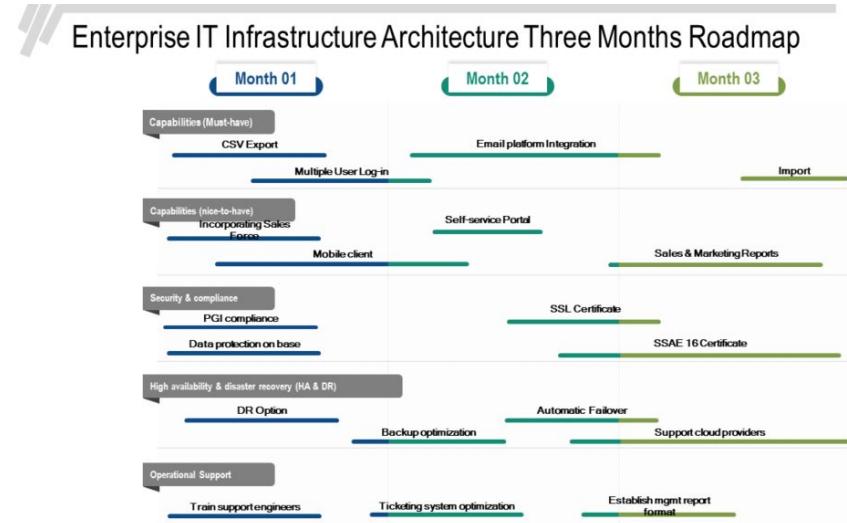 Enterprise IT Infrastructure Architecture Three Months Roadmap
Month 01
Month 02
Month 03
Capabilities (Must-have)
CSV Export
Email platform Integration
Multiple User Log-in
Import
Capabilities (nice-to-have)
Incorporating Sales
Force
Self-service Portal
Mobile client
Sales & Marketing Reports
Security & compliance
PGI compliance
SSL Certificate
Data protection on base
SSAE 16 Certificate
High availability & disaster recovery (HA & DR)
DR Option
Automatic Failover
Backup optimization
Support cloud providers
Operational Support
Train support engineers
Ticketing system optimization
Establish mgmt report
format